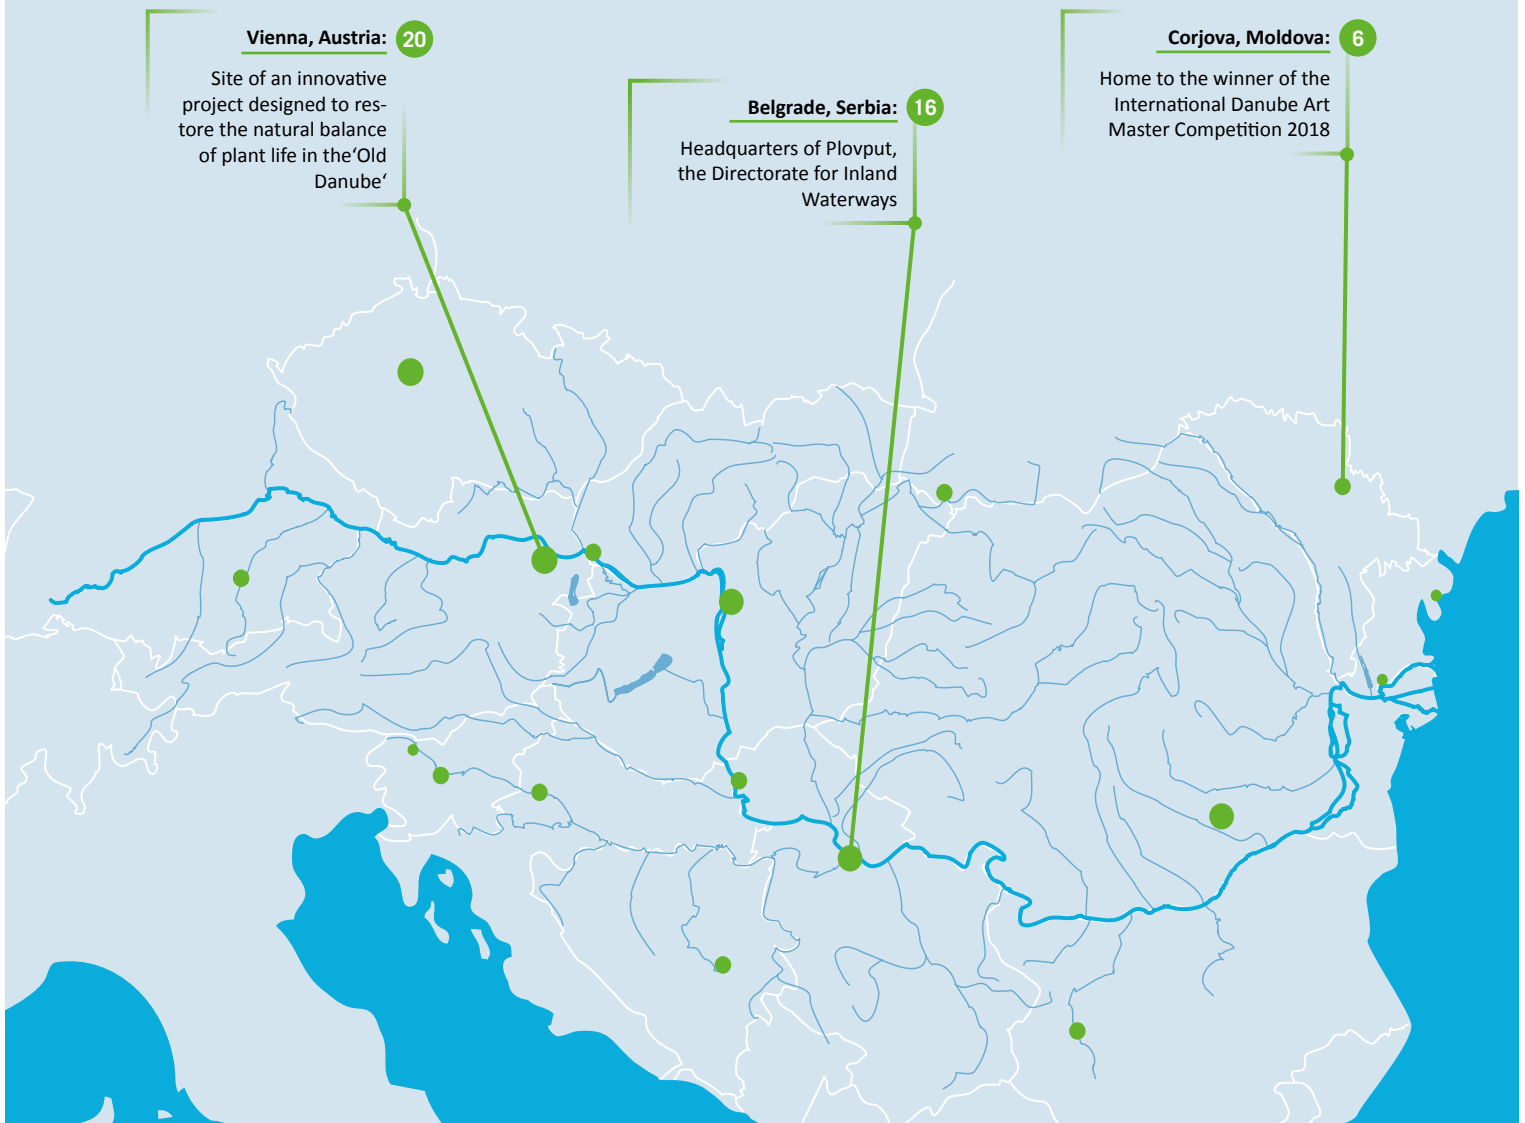 Vienna, Austria: 20
Site of an innovative
project designed to res-
tore the natural balance
of plant life in the‘Old
Danube‘
Belgrade, Serbia: 16
Headquarters of Plovput,
the Directorate for Inland
Waterways
Corjova, Moldova: 6
Home to the winner of the
International Danube Art
Master Competition 2018